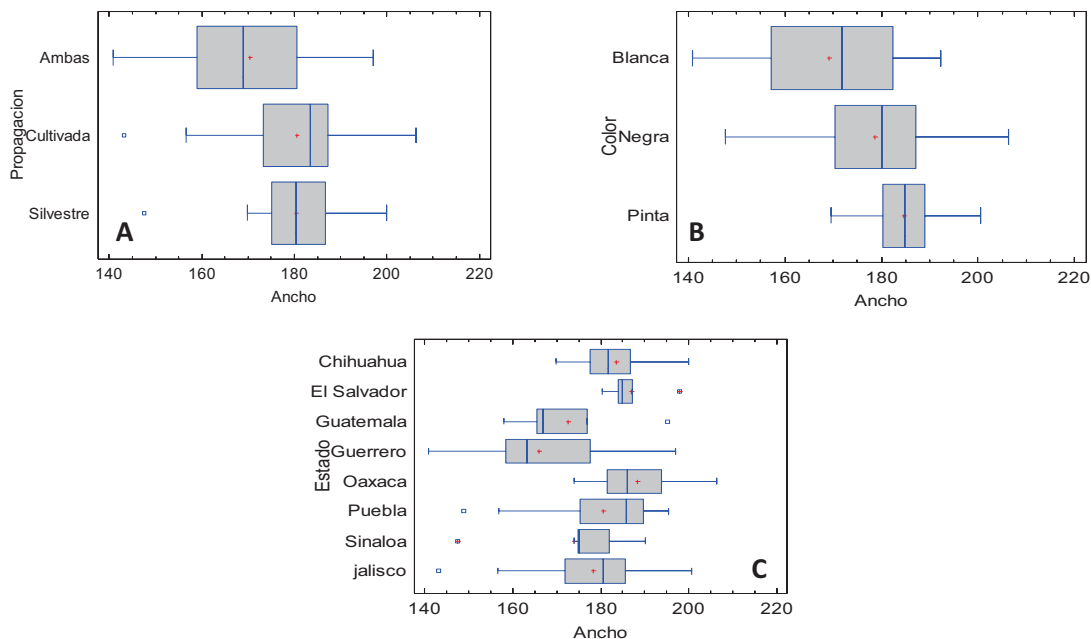 Propagacion
Ambas
Cultivada
Silvestre
A
140 160 180 200 220
Ancho
Color
Blanca
Negra
Pinta
B
140 160 180 200 220
Ancho
Estado
Chihuahua
El Salvador
Guatemala
Guerrero
Oaxaca
Puebla
Sinaloa
jalisco
C
140 160 180 200 220
Ancho